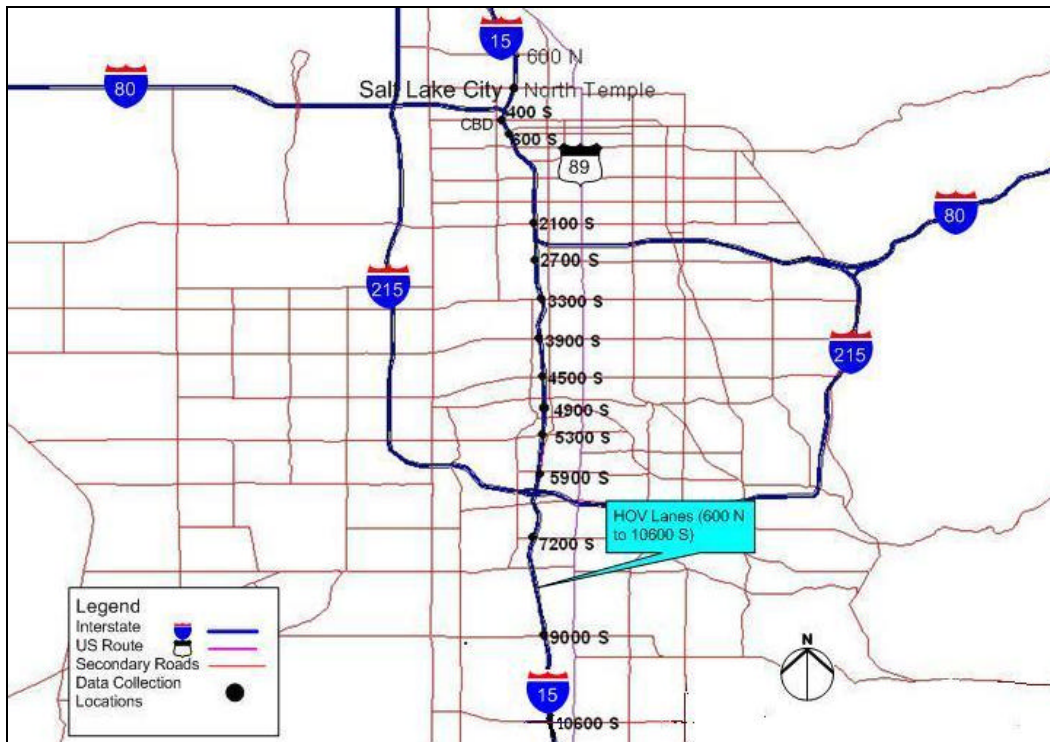 15
600 N
Salt Lake City
North Temple
80
400 S
CBD
600 S
89
2100 S
80
2700 S
215
3300 S
3900 S
215
4500 S
4900 S
5300 S
5900 S
HOV Lanes (600 N
to 10600 S)
7200 S
Legend
Interstate
US Route
Secondary Roads
Data Collection
Locations
9000 S
N
15
10600 S